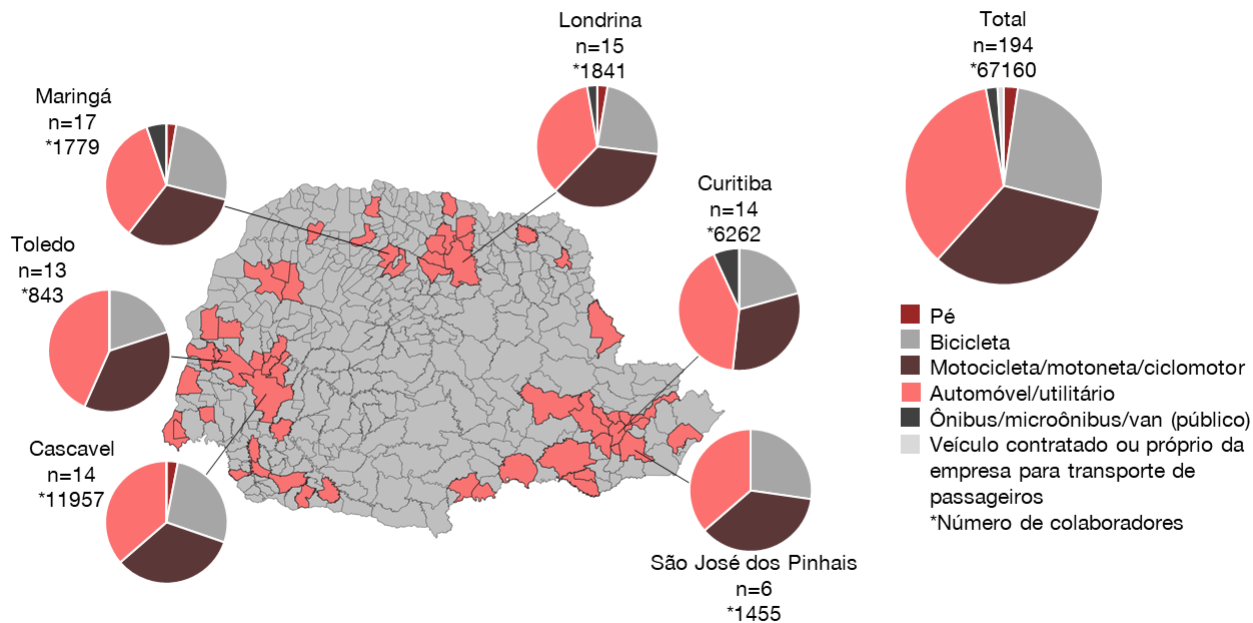 Londrina
n=15
*1841
Total
n=194
*67160
Maringá
n=17
*1779
Curitiba
n=14
*6262
Toledo
n=13
*843
Cascavel
n=14
*11957
São José dos Pinhais
n=6
*1455
Pé
Bicicleta
Motocicleta/motoneta/ciclomotor
Automóvel/utilitário
Ônibus/microônibus/van (público)
Veículo contratado ou próprio da
empresa para transporte de
passageiros
*Número de colaboradores